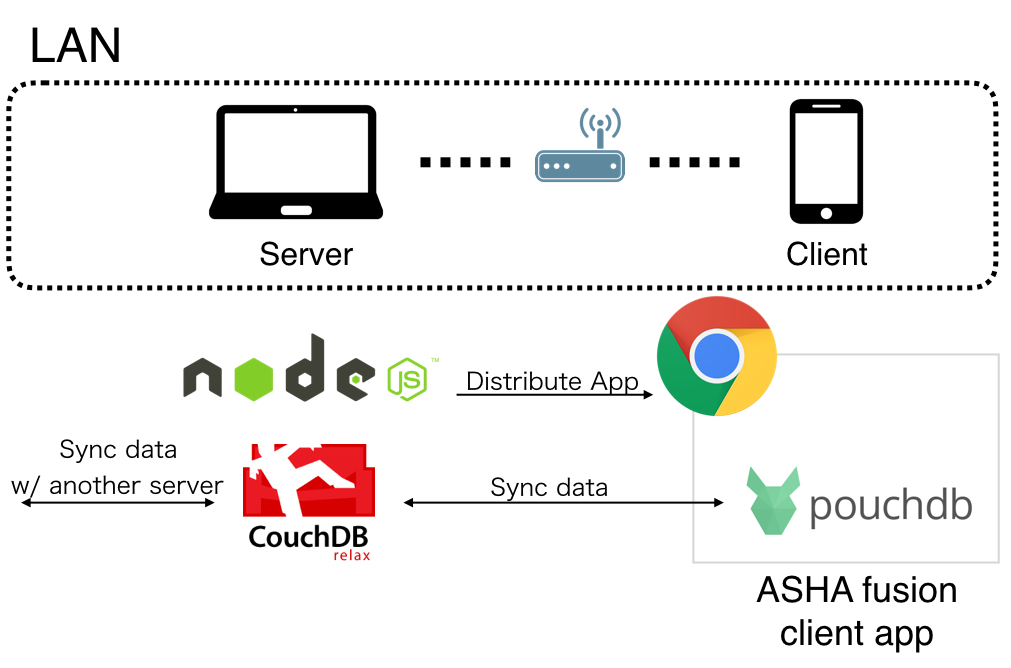 LAN
Server
Client
node JS™
Distribute App
Sync data
w/ another server
CouchDB
relax
Sync data
pouchdb
ASHA fusion
client app